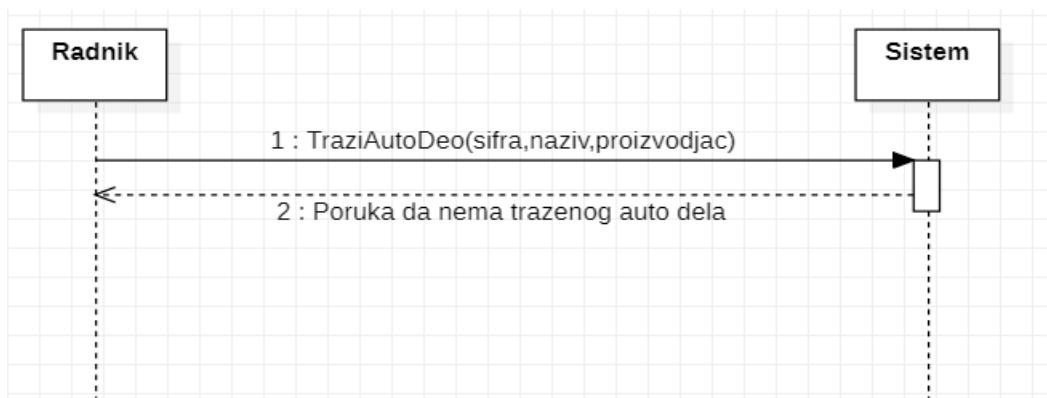 Radnik
Sistem
1 : TraziAutoDeo(sifra,naziv,proizvodjac)
2 : Poruka da nema trazenog auto dela